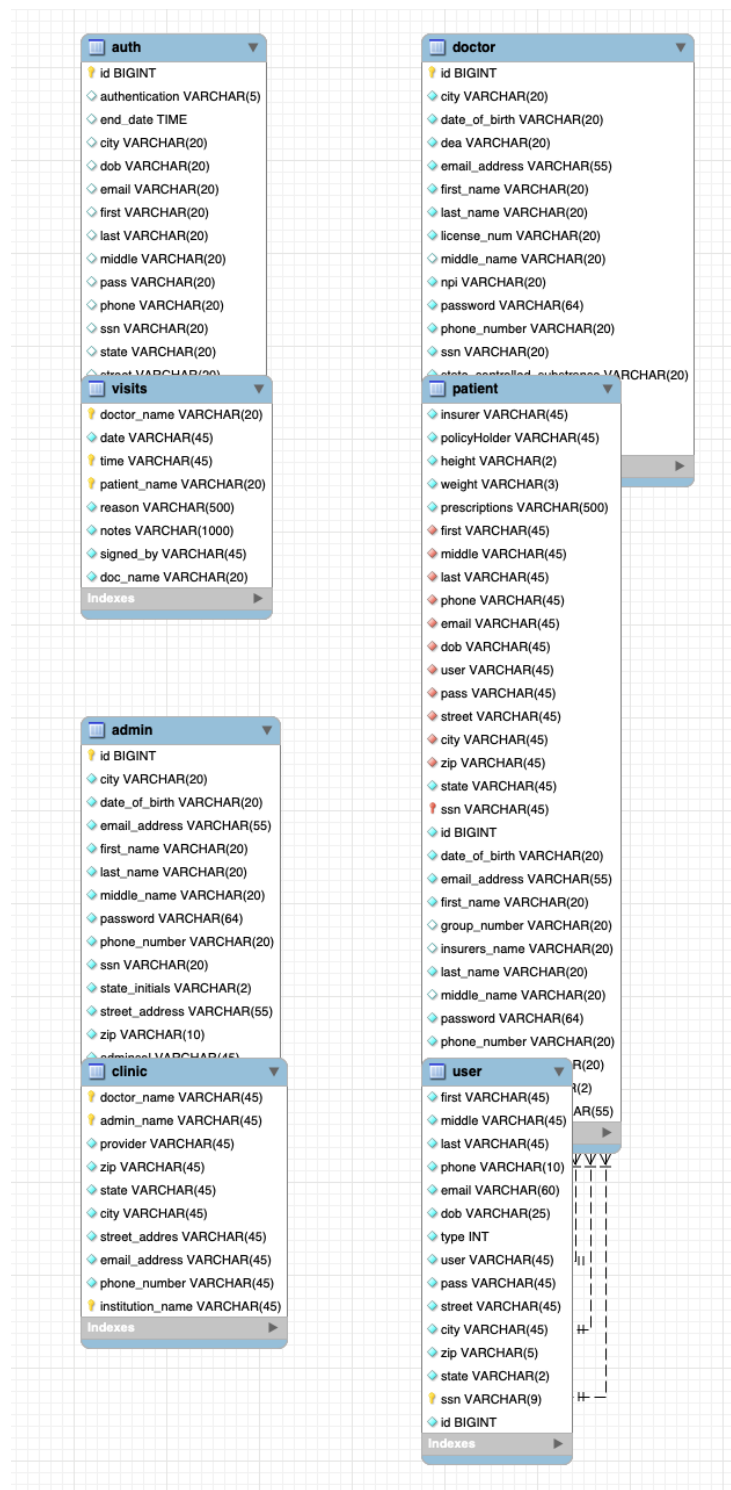 auth
id BIGINT
authentication VARCHAR(5)
end_date TIME
city VARCHAR(20)
dob VARCHAR(20)
email VARCHAR(20)
first VARCHAR(20)
last VARCHAR(20)
middle VARCHAR(20)
pass VARCHAR(20)
phone VARCHAR(20)
ssn VARCHAR(20)
state VARCHAR(20)
street VARCHAR(20)
visits
doctor_name VARCHAR(20)
date VARCHAR(45)
time VARCHAR(45)
patient_name VARCHAR(20)
reason VARCHAR(500)
notes VARCHAR(1000)
signed_by VARCHAR(45)
doc_name VARCHAR(20)
Indexes
admin
id BIGINT
city VARCHAR(20)
date_of_birth VARCHAR(20)
email_address VARCHAR(55)
first_name VARCHAR(20)
last_name VARCHAR(20)
middle_name VARCHAR(20)
password VARCHAR(64)
phone_number VARCHAR(20)
ssn VARCHAR(20)
state_initials VARCHAR(2)
street_address VARCHAR(55)
zip VARCHAR(10)
VARCHAR(45)
clinic
doctor_name VARCHAR(45)
admin_name VARCHAR(45)
provider VARCHAR(45)
zip VARCHAR(45)
state VARCHAR(45)
city VARCHAR(45)
street_addres VARCHAR(45)
email_address VARCHAR(45)
phone_number VARCHAR(45)
institution_name VARCHAR(45)
Indexes
doctor
id BIGINT
city VARCHAR(20)
date_of_birth VARCHAR(20)
dea VARCHAR(20)
email_address VARCHAR(55)
first_name VARCHAR(20)
last_name VARCHAR(20)
license_num VARCHAR(20)
middle_name VARCHAR(20)
npi VARCHAR(20)
password VARCHAR(64)
phone_number VARCHAR(20)
ssn VARCHAR(20)
state_controlled_substance VARCHAR(20)
patient
insurer VARCHAR(45)
policyHolder VARCHAR(45)
height VARCHAR(2)
weight VARCHAR(3)
prescriptions VARCHAR(500)
first VARCHAR(45)
middle VARCHAR(45)
last VARCHAR(45)
phone VARCHAR(45)
email VARCHAR(45)
dob VARCHAR(45)
user VARCHAR(45)
pass VARCHAR(45)
street VARCHAR(45)
city VARCHAR(45)
zip VARCHAR(45)
state VARCHAR(45)
ssn VARCHAR(45)
id BIGINT
date_of_birth VARCHAR(20)
email_address VARCHAR(55)
first_name VARCHAR(20)
group_number VARCHAR(20)
insurers_name VARCHAR(20)
last_name VARCHAR(20)
middle_name VARCHAR(20)
password VARCHAR(64)
phone_number VARCHAR(20)
R(20)
(2)
AR(55)
user
first VARCHAR(45)
middle VARCHAR(45)
last VARCHAR(45)
phone VARCHAR(10)
email VARCHAR(60)
dob VARCHAR(25)
type INT
user VARCHAR(45)
pass VARCHAR(45)
street VARCHAR(45)
city VARCHAR(45)
zip VARCHAR(5)
state VARCHAR(2)
ssn VARCHAR(9)
id BIGINT
Indexes